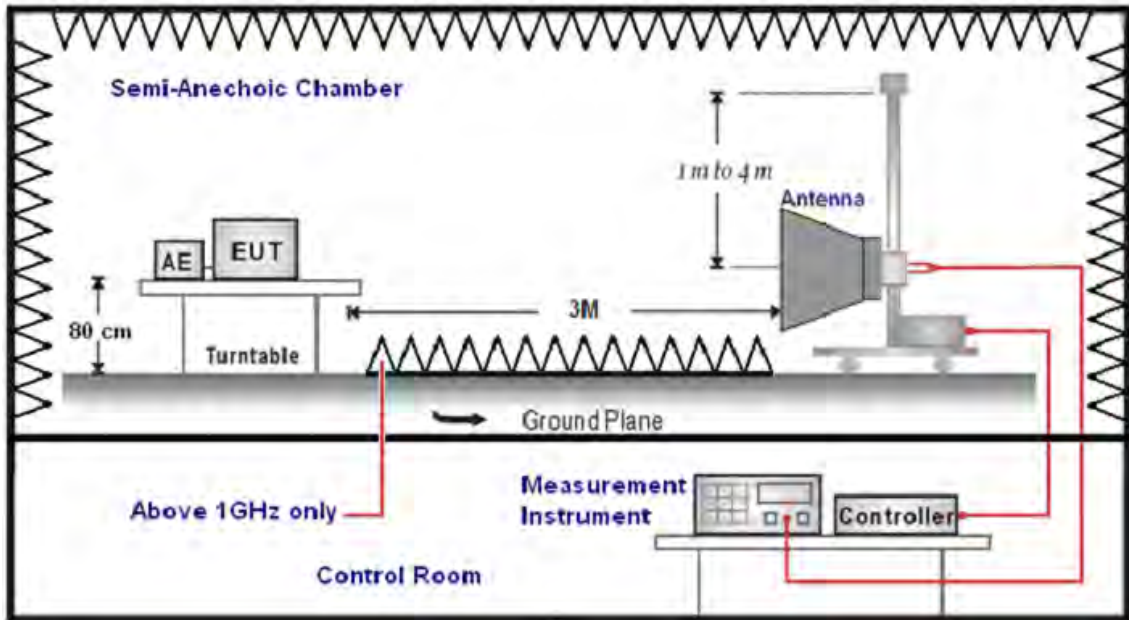 Semi-Anechoic Chamber
1 m to 4 m
Antenna
AE
EUT
3M
80 cm
Turntable
Ground Plane
Above 1GHz only
Measurement
Instrument
Controller
Control Room